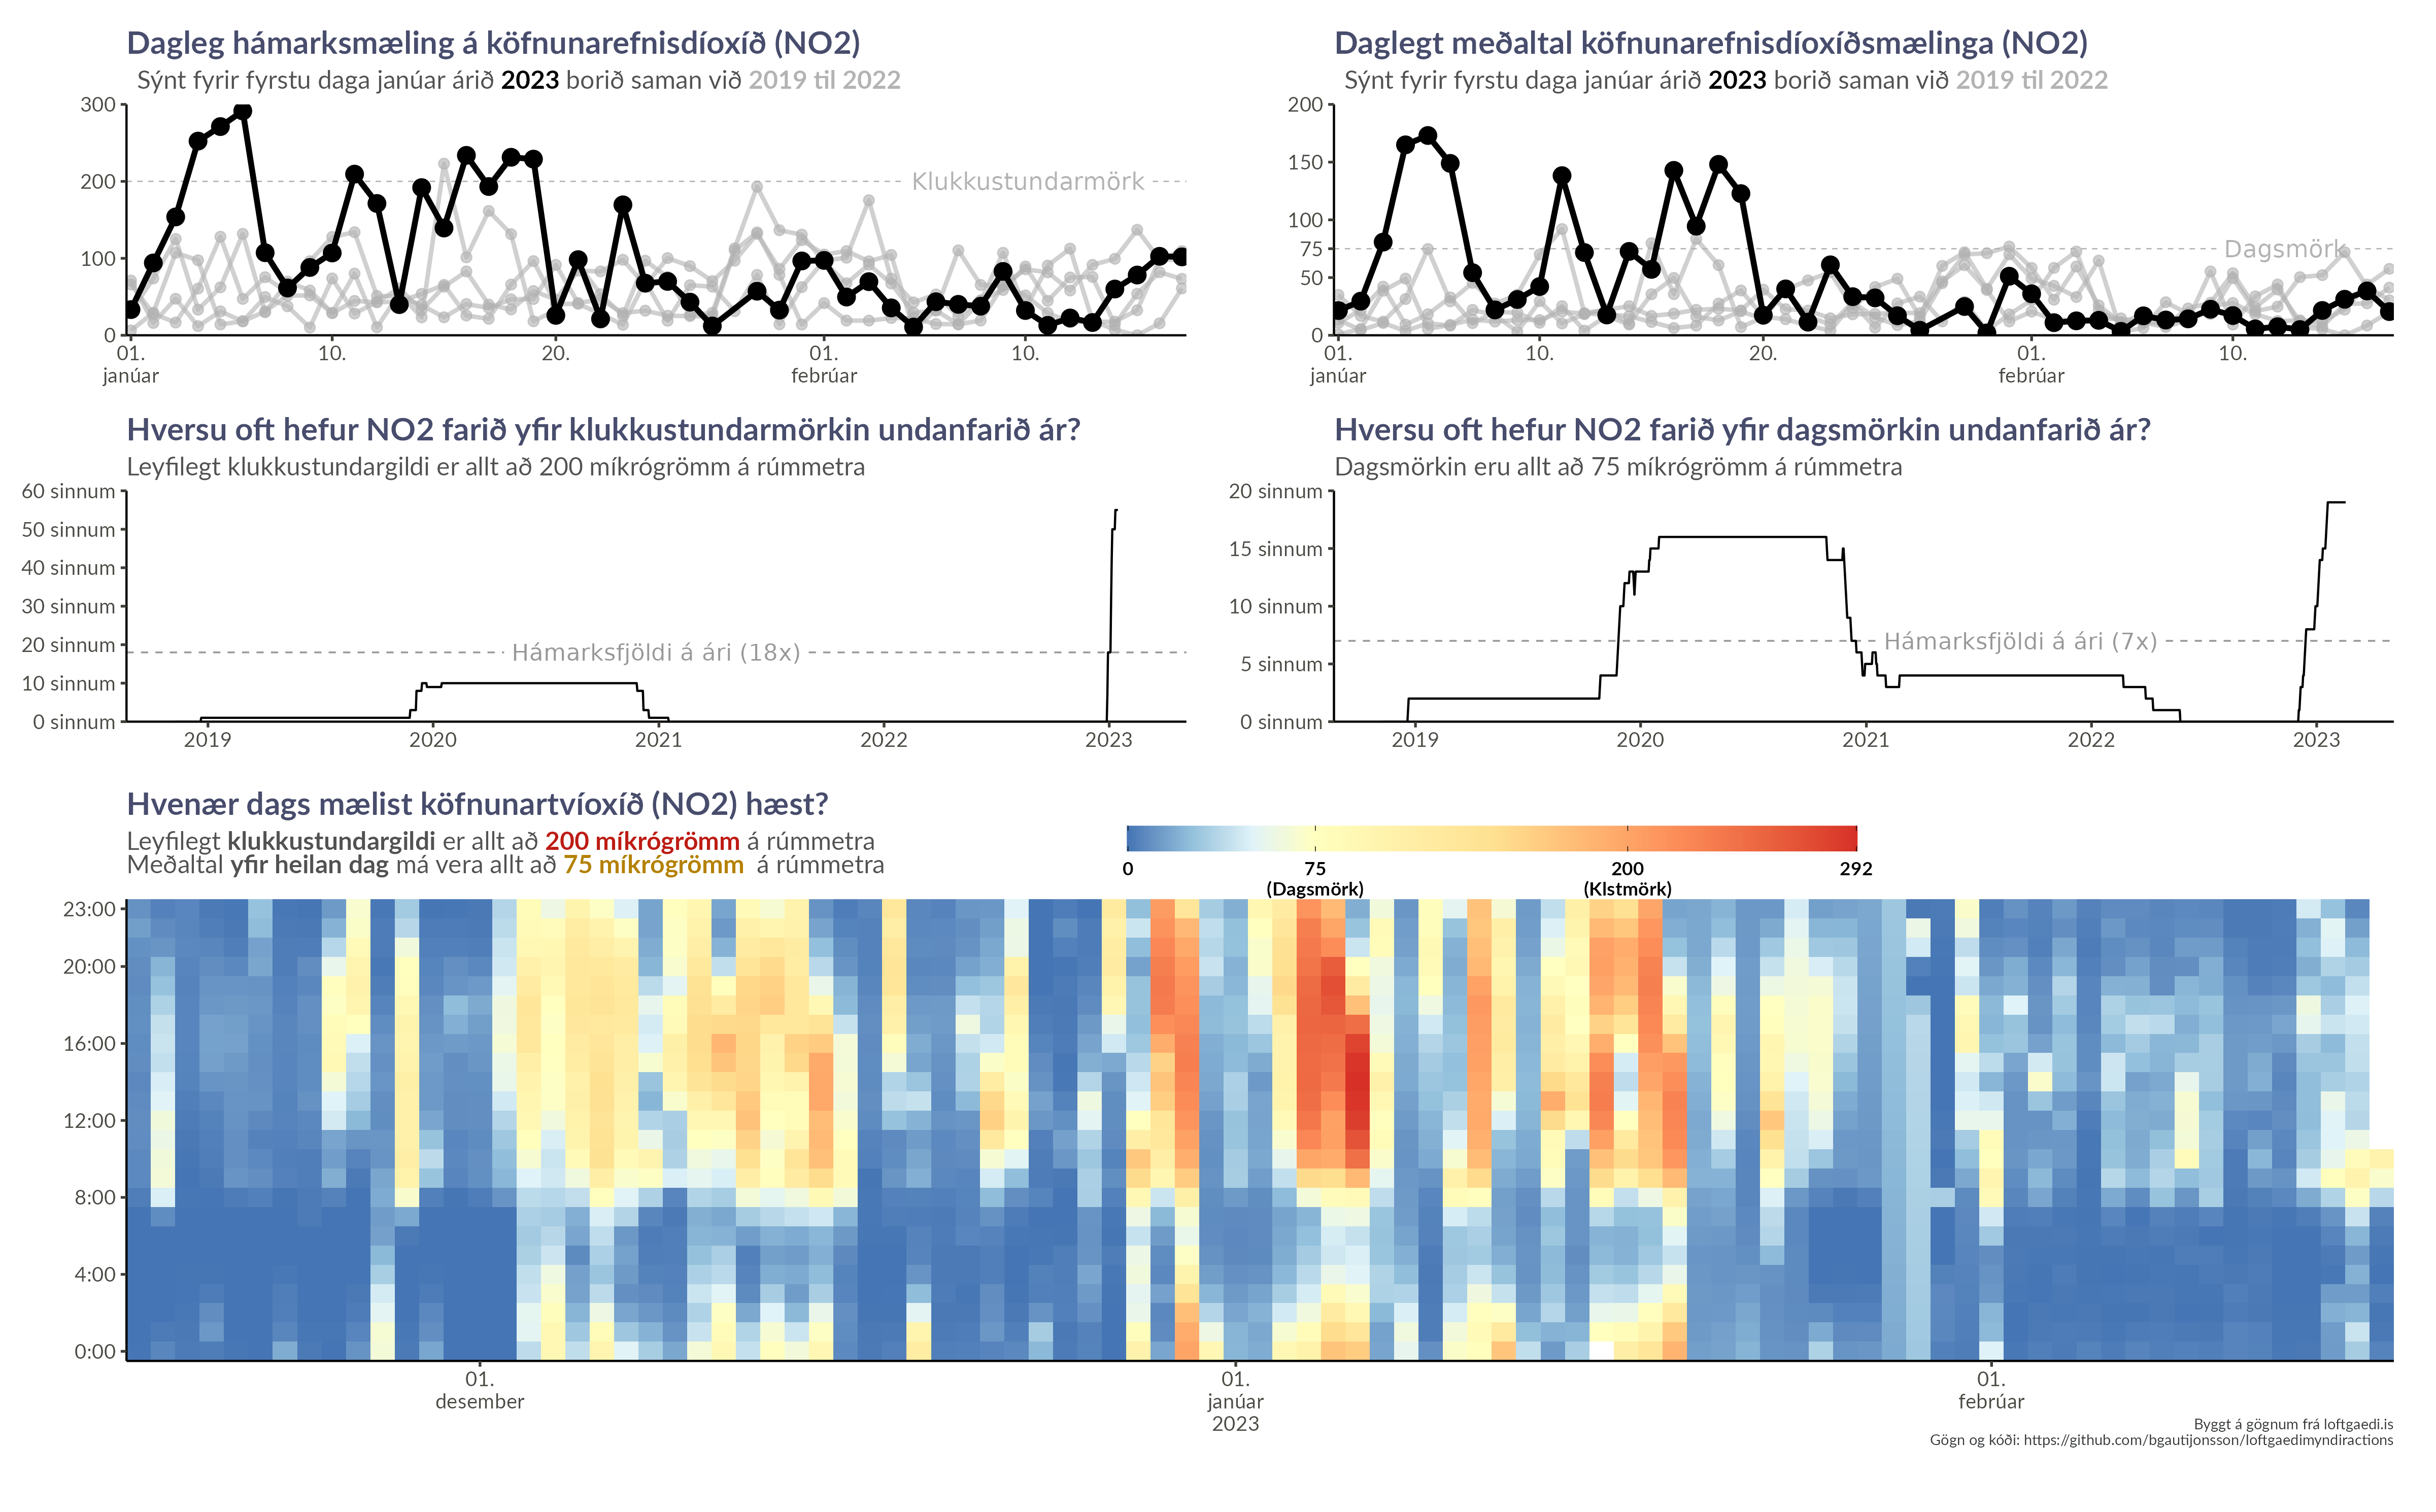 Dagleg hámarksmæling á köfnunarefnisdíoxíð (NO2)
Sýnt fyrir fyrstu daga janúar árið 2023 borið saman við 2019 til 2022
300
200
100
0
Klukkustundarmörk
01. 10. 20. 01. 10.
janúar febrúar
Daglegt meðaltal köfnunarefnisdíoxíðsmælinga (NO2)
Sýnt fyrir fyrstu daga janúar árið 2023 borið saman við 2019 til 2022
200
150
100
75
50
0
Dagsmörk
01. 10. 20. 01. 10.
janúar febrúar
Hversu oft hefur NO2 farið yfir klukkustundarmörkin undanfarið ár?
Leyfilegt klukkustundargildi er allt að 200 míkrógrömm á rúmmetra
60 sinnum
50 sinnum
40 sinnum
30 sinnum
20 sinnum
10 sinnum
0 sinnum
Hámarksfjöldi á ári (18x)
2019 2020 2021 2022 2023
Hversu oft hefur NO2 farið yfir dagsmörkin undanfarið ár?
Dagsmörkin eru allt að 75 míkrógrömm á rúmmetra
20 sinnum
15 sinnum
10 sinnum
5 sinnum
0 sinnum
Hámarksfjöldi á ári (7x)
2019 2020 2021 2022 2023
Hvenær dags mælist köfnunartvíoxíð (NO2) hæst?
Leyfilegt klukkustundargildi er allt að 200 míkrógrömm á rúmmetra
Meðaltal yfir heilan dag má vera allt að 75 míkrógrömm á rúmmetra
0 75 200 292
(Dagsmörk) (Klstmörk)
23:00
20:00
16:00
12:00
8:00
4:00
0:00
01. 01. 01.
desember janúar febrúar
2023
Byggt á gögnum frá loftgaedi.is
Gögn og kóði: https://github.com/bgautijonsson/loftgaedimyndiractions